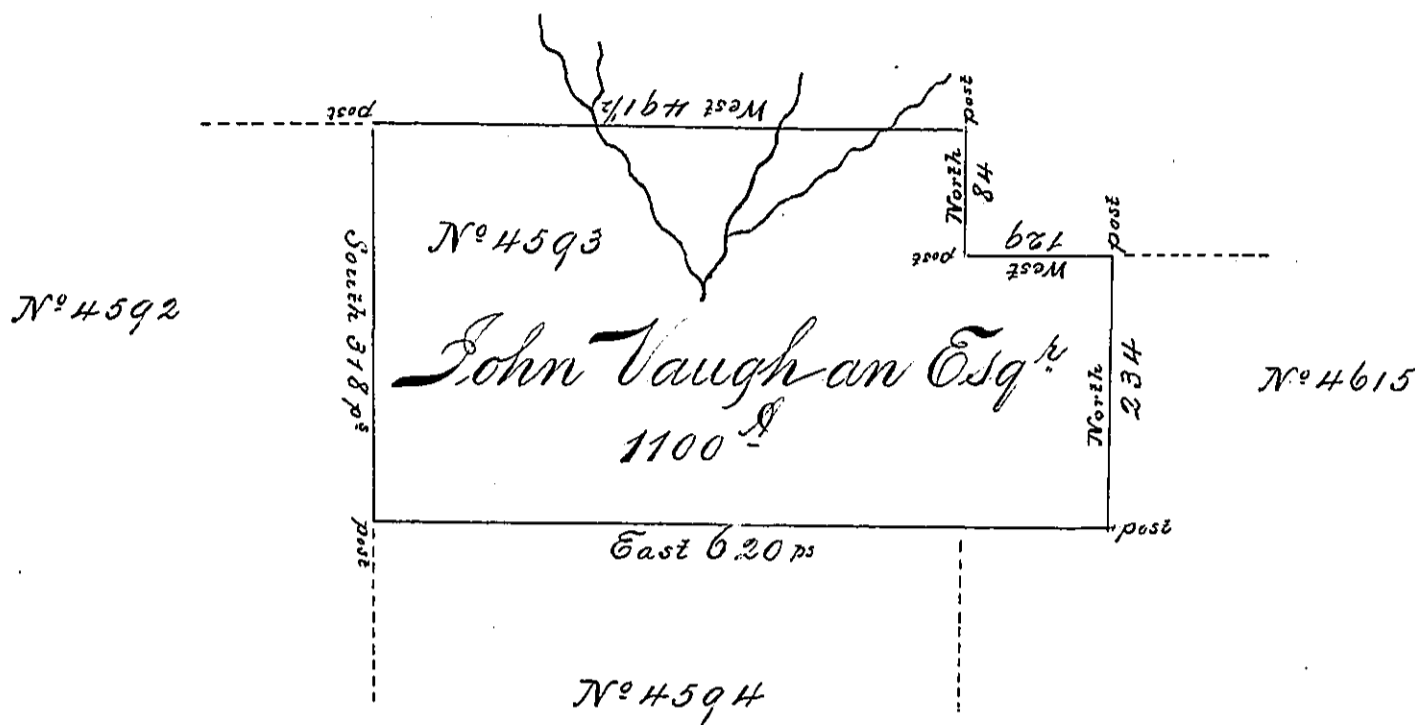 post
West 491½
post
North
84
post
West
129
post
Nº 4593
Nº 4592
South 318 pˢ
John Vaughan Esqʳ
1100 A
North
234
Nº 4615
post
East 620 ps
post
Nº 4594